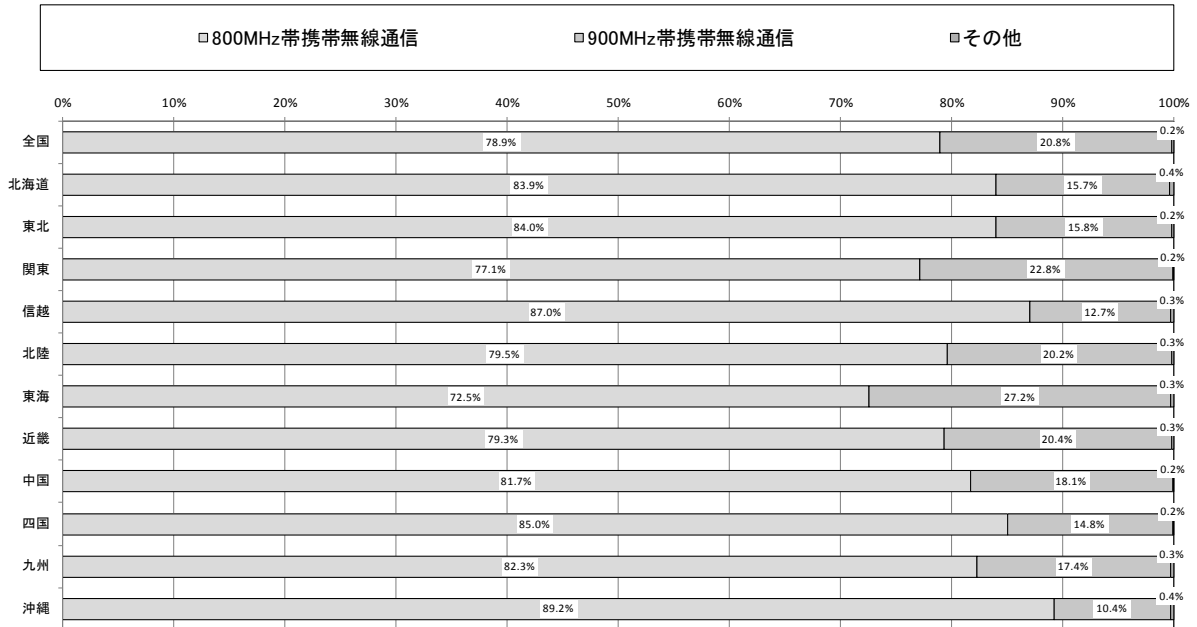 800MHz帯携帯無線通信 900MHz帯携帯無線通信 その他
0% 10% 20% 30% 40% 50% 60% 70% 80% 90% 100%
全国 78.9% 20.8% 0.2%
北海道 83.9% 15.7% 0.4%
東北 84.0% 15.8% 0.2%
関東 77.1% 22.8% 0.2%
信越 87.0% 12.7% 0.3%
北陸 79.5% 20.2% 0.3%
東海 72.5% 27.2% 0.3%
近畿 79.3% 20.4% 0.3%
中国 81.7% 18.1% 0.2%
四国 85.0% 14.8% 0.2%
九州 82.3% 17.4% 0.3%
沖縄 89.2% 10.4% 0.4%